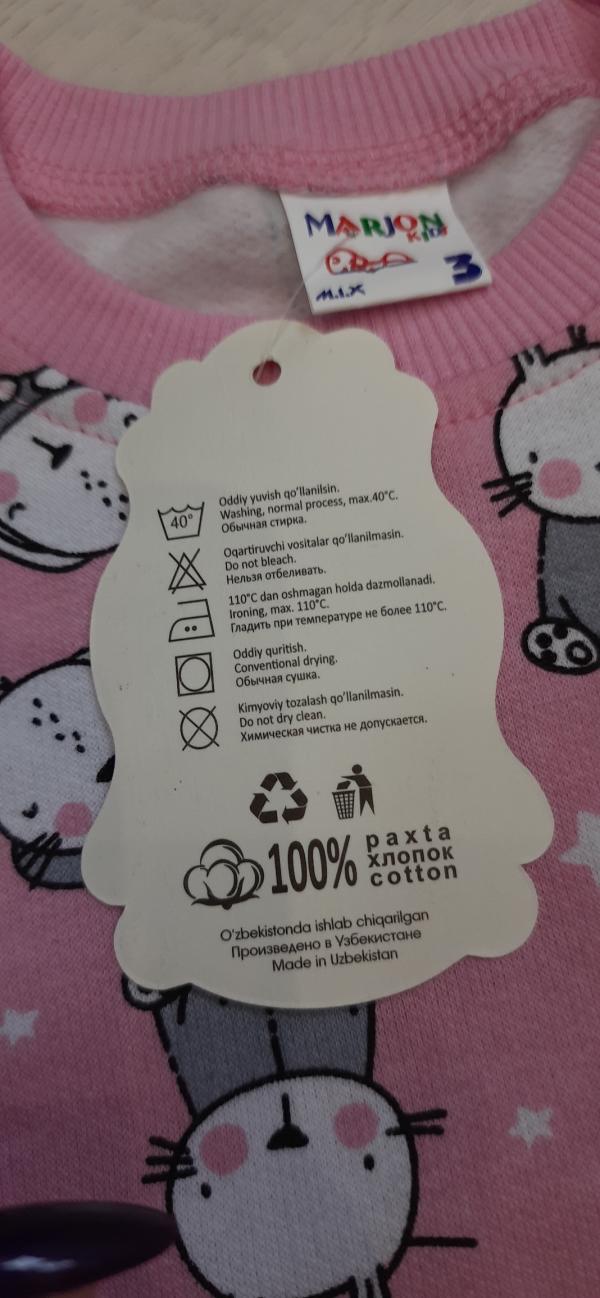 MARJON
KIDS
M.I.X
3
40°
Oddiy yuvish qo'llanilsin.
Washing, normal process, max.40°C.
Обычная стирка.
Oqartiruvchi vositalar qo'llanilmasin.
Do not bleach.
Нельзя отбеливать.
110°C dan oshmagan holda dazmollanadi.
Ironing, max. 110°C.
Гладить при температуре не более 110°C.
Oddiy quritish.
Conventional drying.
Обычная сушка.
Kimyoviy tozalash qo'llanilmasin.
Do not dry clean.
Химическая чистка не допускается.
100% paxta
хлопок
cotton
O'zbekistonda ishlab chiqarilgan
Произведено в Узбекистане
Made in Uzbekistan